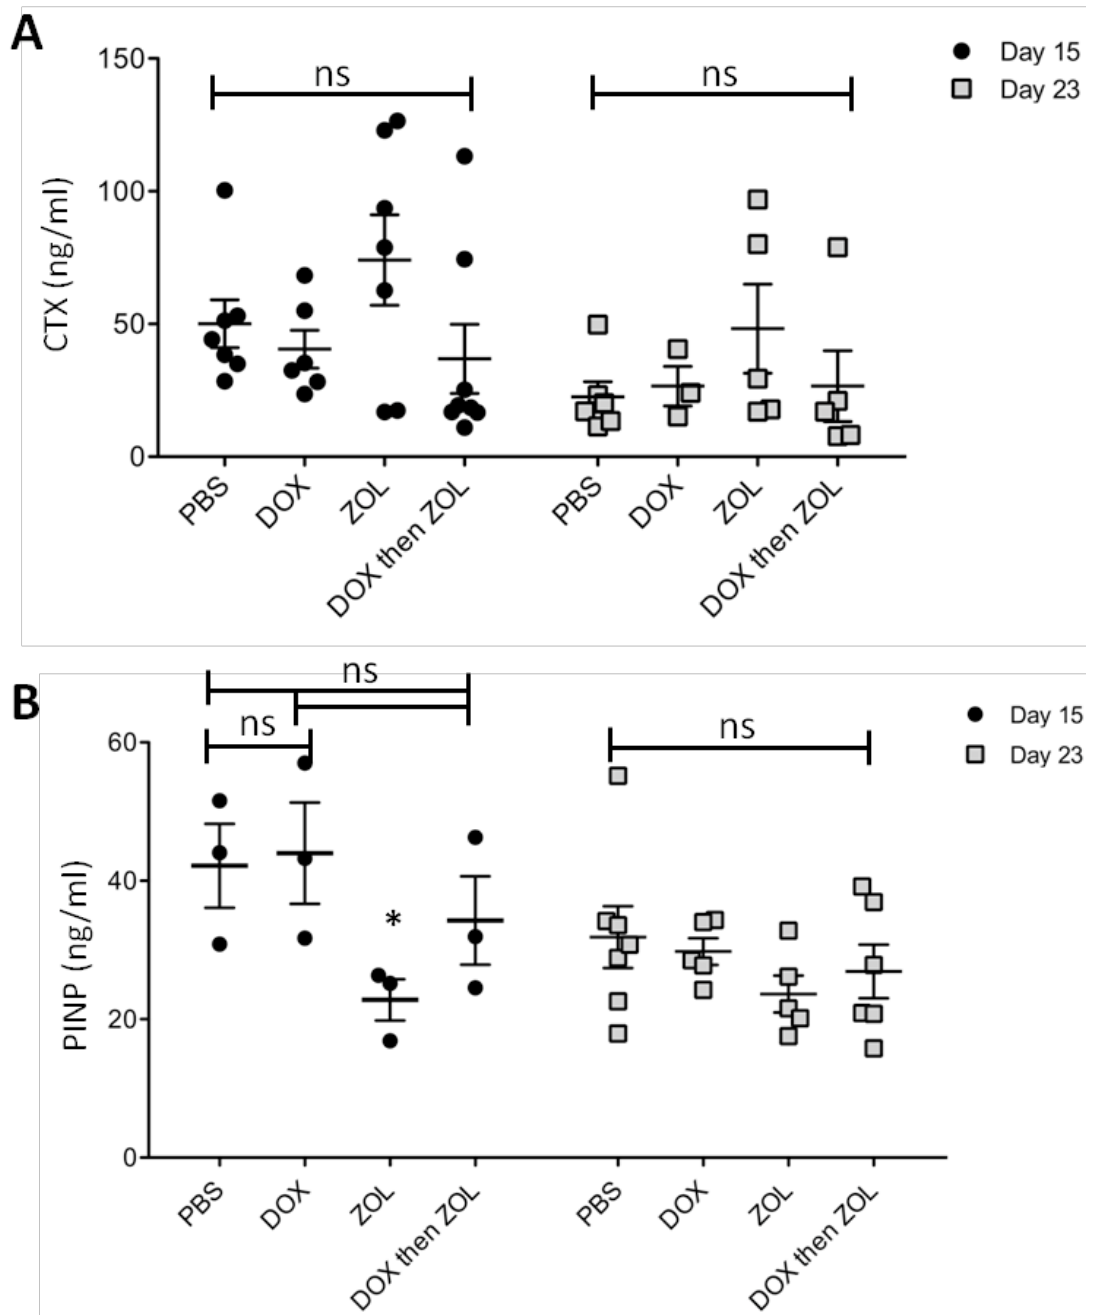 A
Day 15
Day 23
150
ns
ns
100
50
0
CTX (ng/ml)
PBS
DOX
ZOL
DOX then ZOL
PBS
DOX
ZOL
DOX then ZOL
B
ns
ns
ns
Day 15
Day 23
60
40
*
20
0
PINP (ng/ml)
PBS
DOX
ZOL
DOX then ZOL
PBS
DOX
ZOL
DOX then ZOL